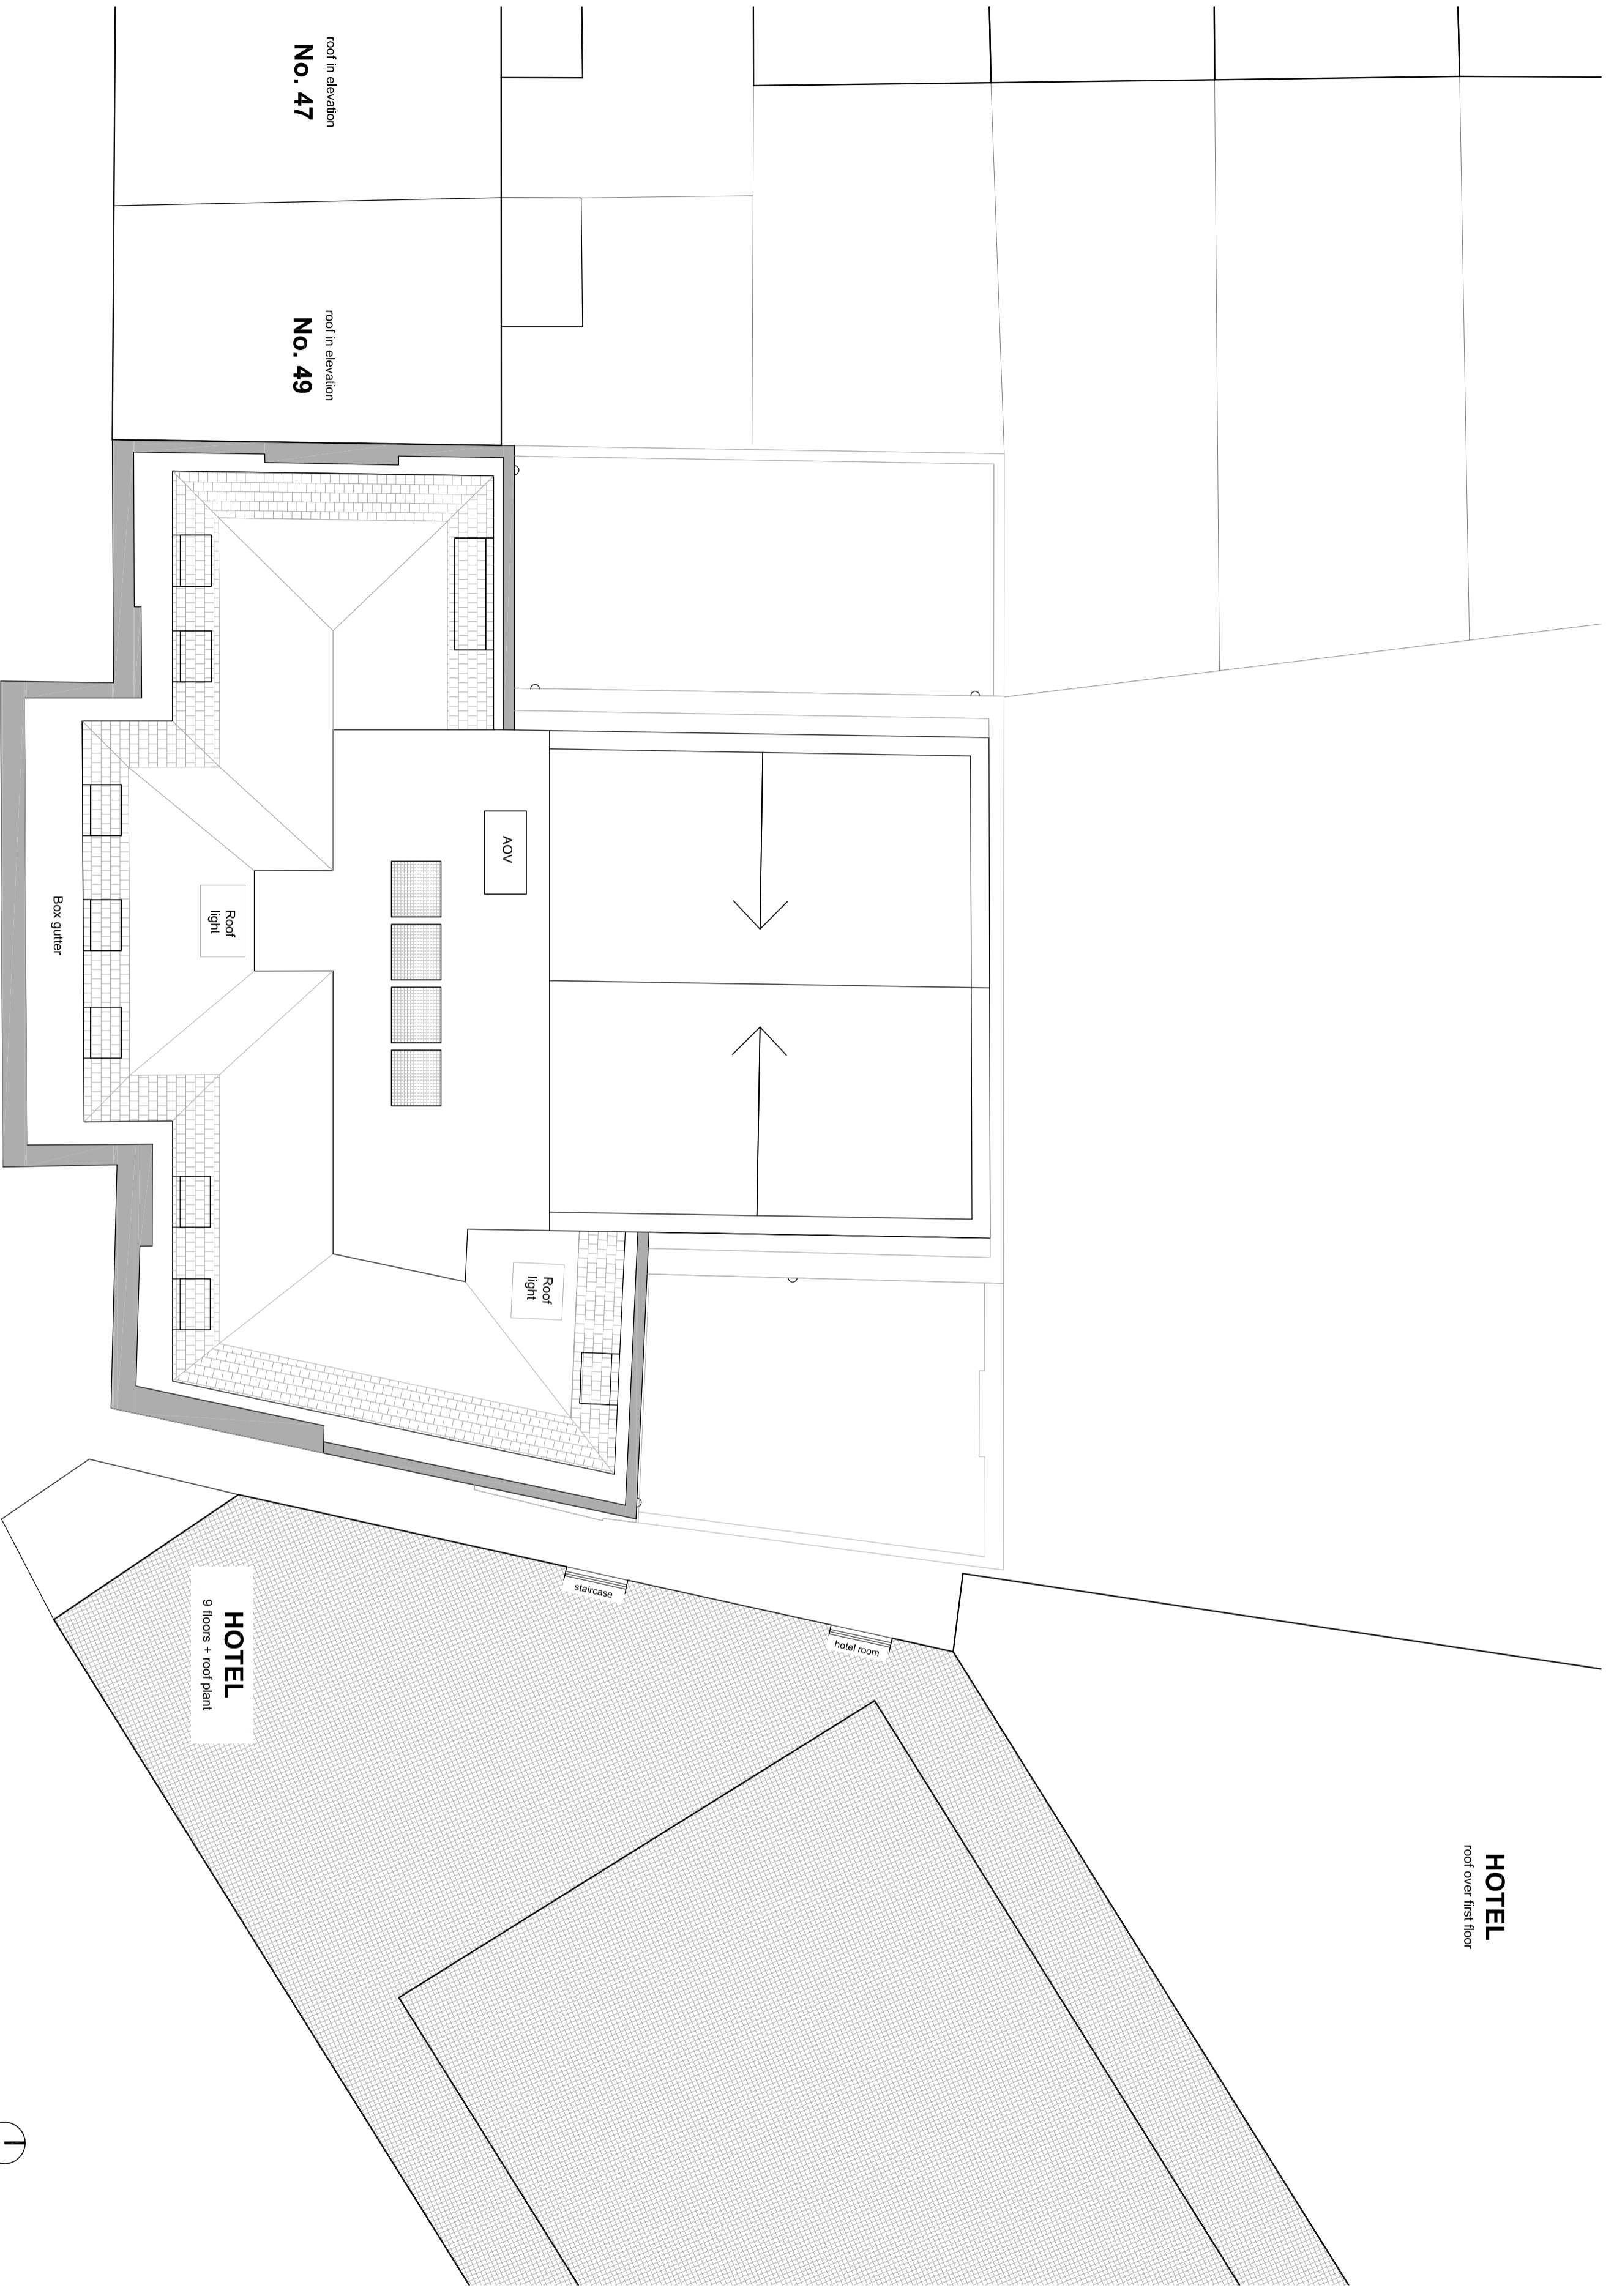 roof in elevation
No. 47
roof in elevation
No. 49
AOV
Roof
light
Box gutter
Roof
light
staircase
hotel room
HOTEL
9 floors + roof plant
HOTEL
roof over first floor